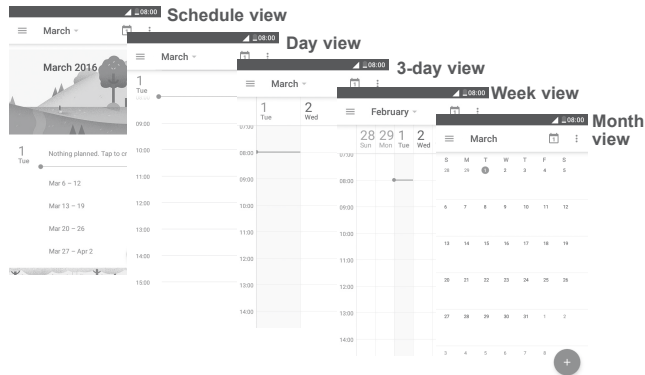 08:00 Schedule view
March
March 2016
1
Tue
Nothing planned. Tap to cr
Mar 6 – 12
Mar 13 – 19
Mar 20 – 26
Mar 27 – Apr 2
08:00 Day view
March
1
Tue
09:00
10:00
11:00
12:00
13:00
14:00
15:00
08:00 3-day view
March
1 2
Tue Wed
07:00
08:00
09:00
10:00
11:00
12:00
13:00
14:00
08:00 Week view
February
28 29 1 2
Sun Mon Tue Wed
07:00
08:00
09:00
10:00
11:00
12:00
13:00
14:00
08:00 Month view
March 1
S M T W T F S
28 29 1 2 3 4 5
6 7 8 9 10 11 12
13 14 15 16 17 18 19
20 21 22 23 24 25 26
27 28 29 30 31 1 2
3 4 5 6 7 8